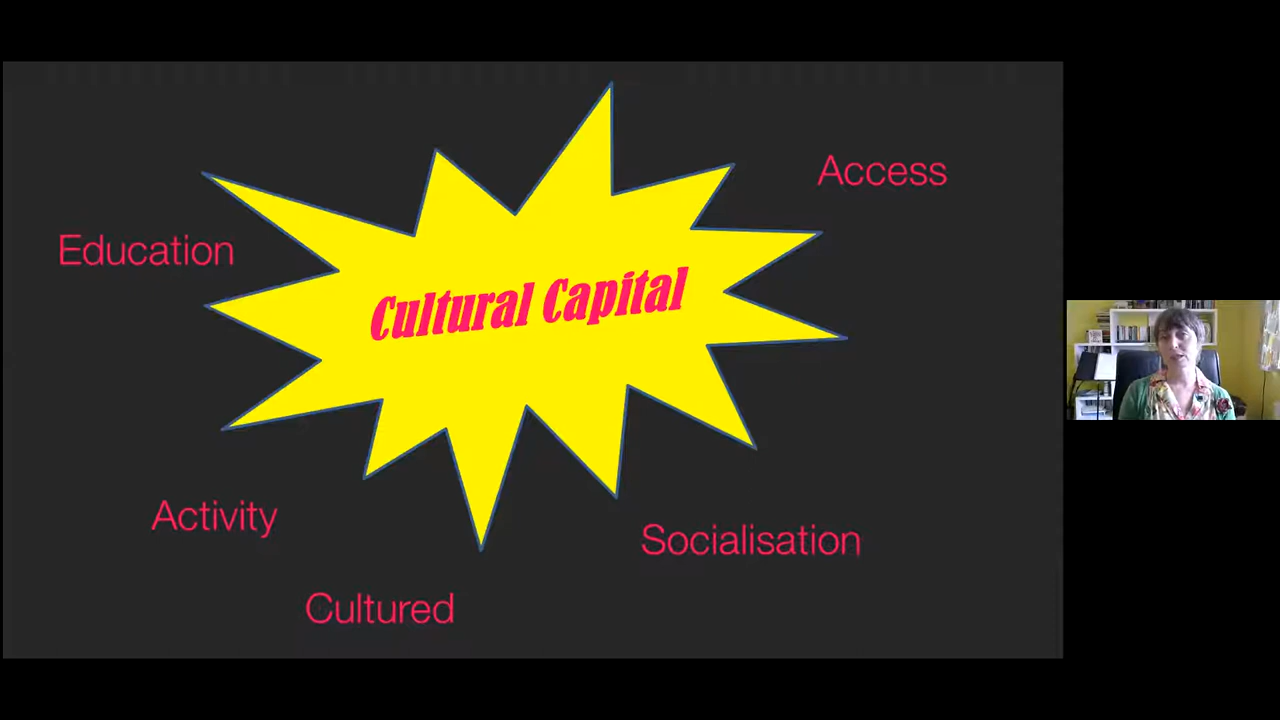 Access
Education
Cultural Capital
Activity
Socialisation
Cultured